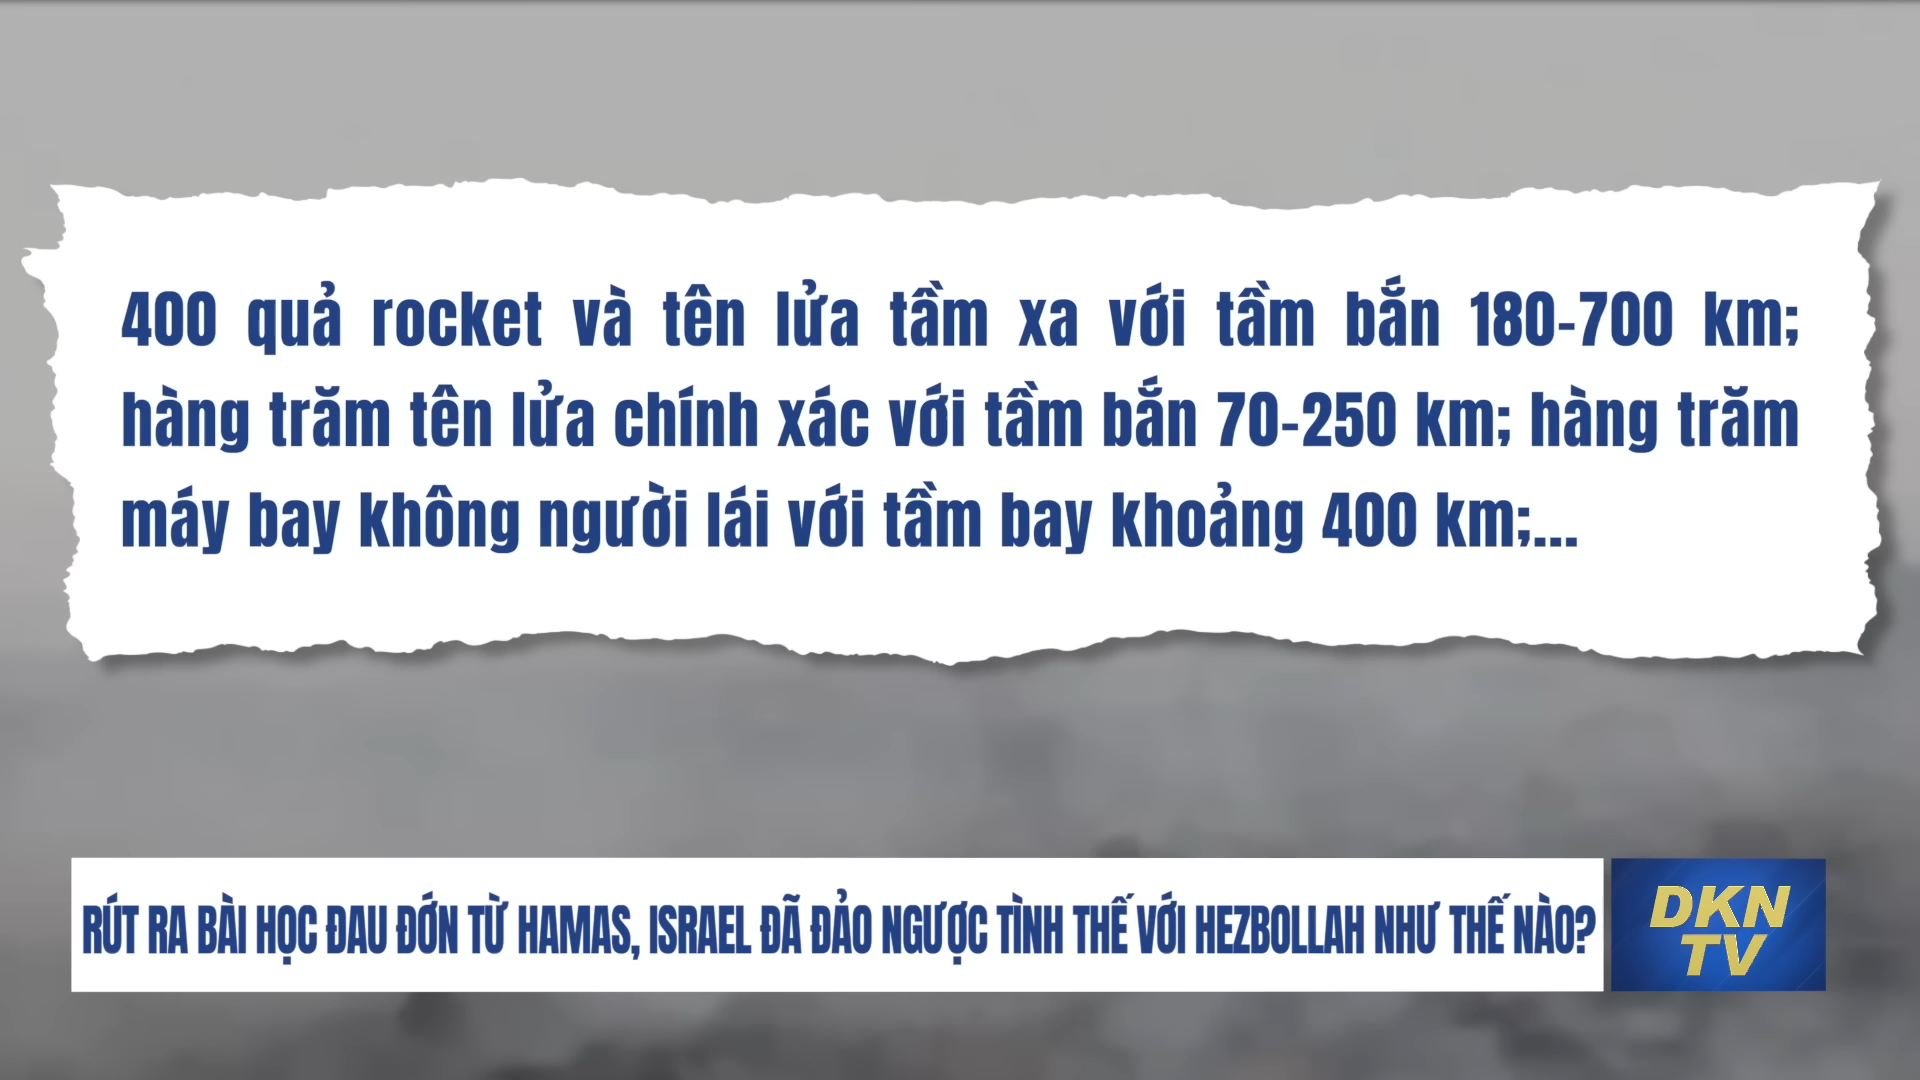 400 quả rocket và tên lửa tầm xa với tầm bắn 180-700 km;
hàng trăm tên lửa chính xác với tầm bắn 70-250 km; hàng trăm
máy bay không người lái với tầm bay khoảng 400 km;...
RÚT RA BÀI HỌC ĐAU ĐỚN TỪ HAMAS, ISRAEL ĐÃ ĐẢO NGƯỢC TÌNH THẾ VỚI HEZBOLLAH NHƯ THẾ NÀO?
DKN
TV